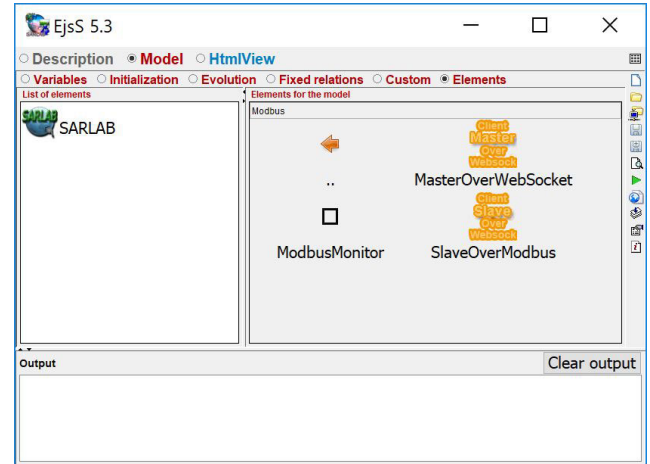 EjsS 5.3
Description Model HtmlView
Variables Initialization Evolution Fixed relations Custom Elements
List of elements Elements for the model
SARLAB SARLAB
Modbus
Client Master Over Websock
.. MasterOverWebSocket
Client Slave Over Websock
ModbusMonitor SlaveOverModbus
Output Clear output